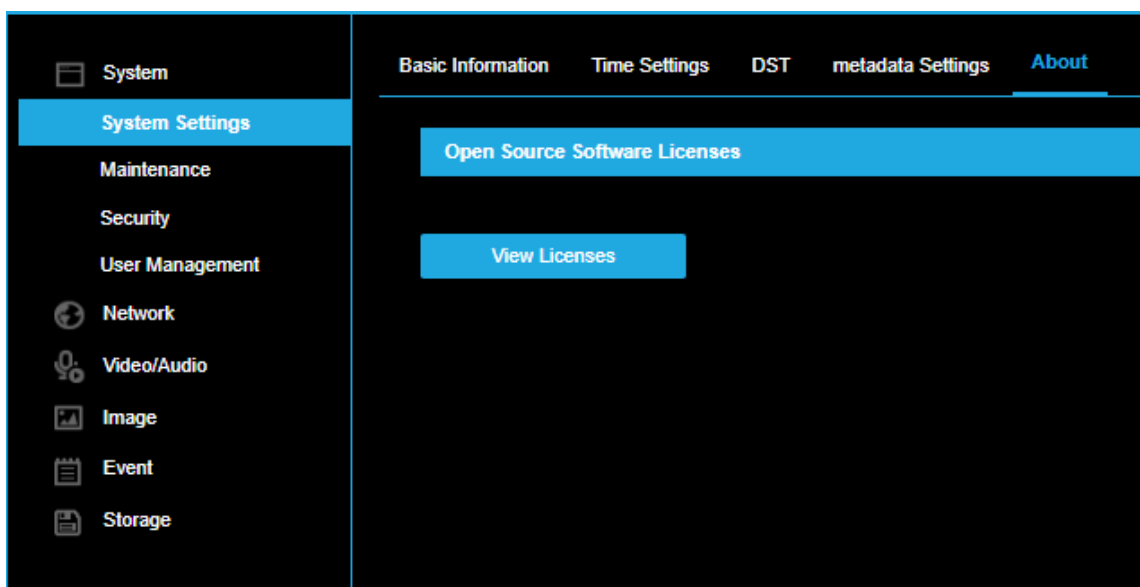 System
System Settings
Maintenance
Security
User Management
Network
Video/Audio
Image
Event
Storage
Basic Information Time Settings DST metadata Settings About
Open Source Software Licenses
View Licenses